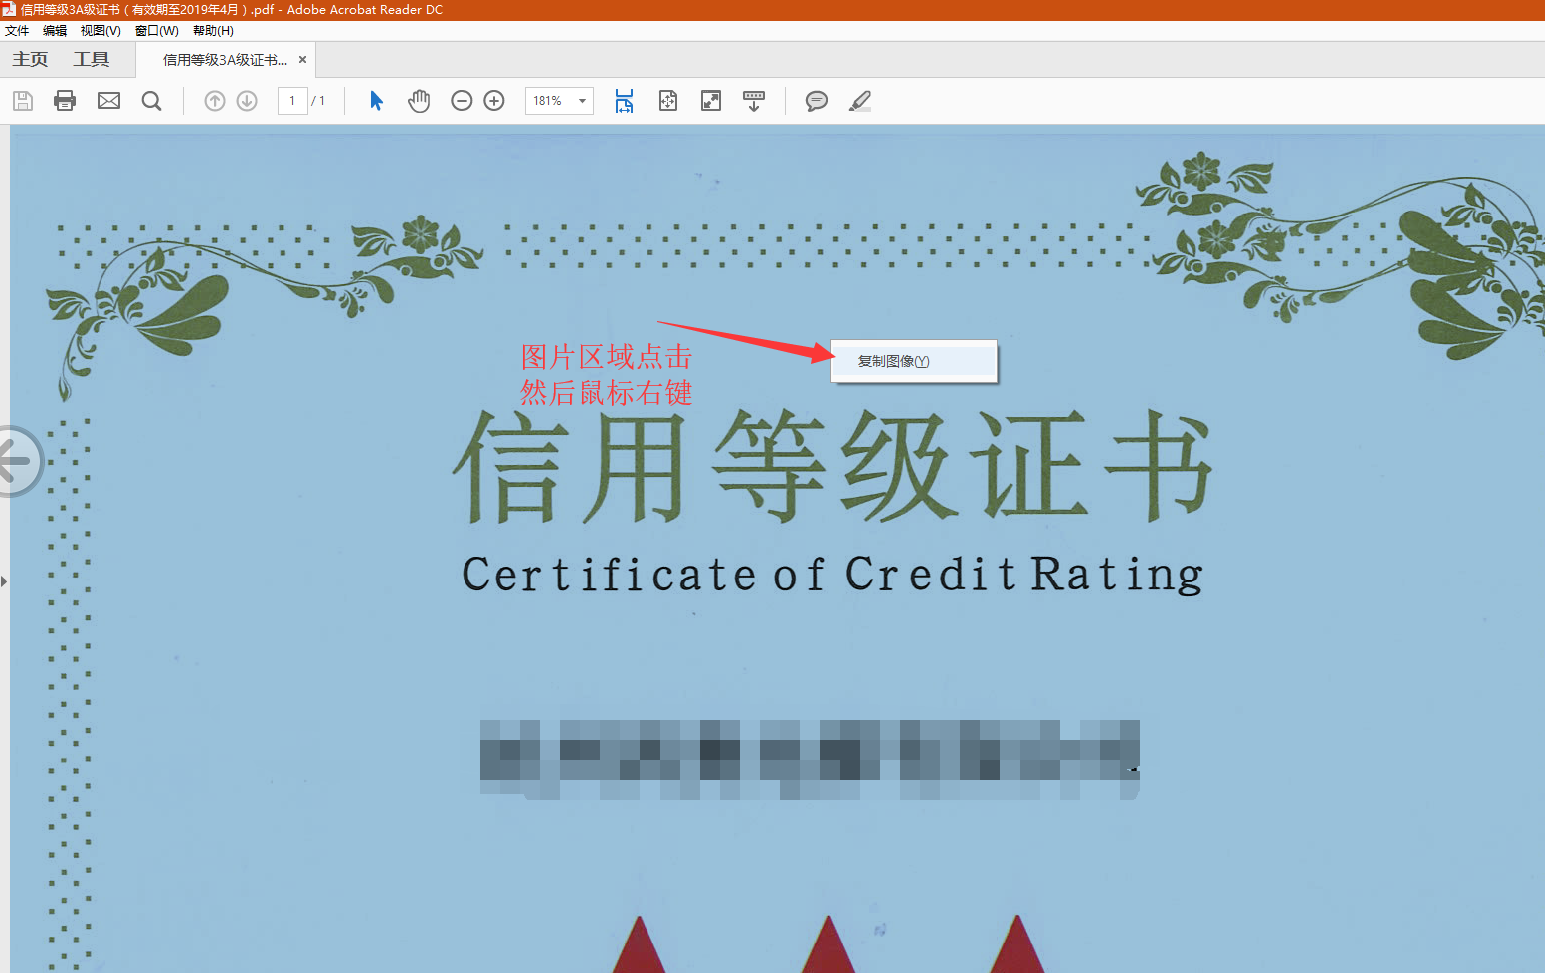 信用等级3A级证书（有效期至2019年4月）.pdf - Adobe Acrobat Reader DC
文件 编辑 视图(V) 窗口(W) 帮助(H)
主页 工具 信用等级3A级证书... ×
1 / 1 181%
图片区域点击
然后鼠标右键
复制图像(Y)
信用等级证书
Certificate of Credit Rating